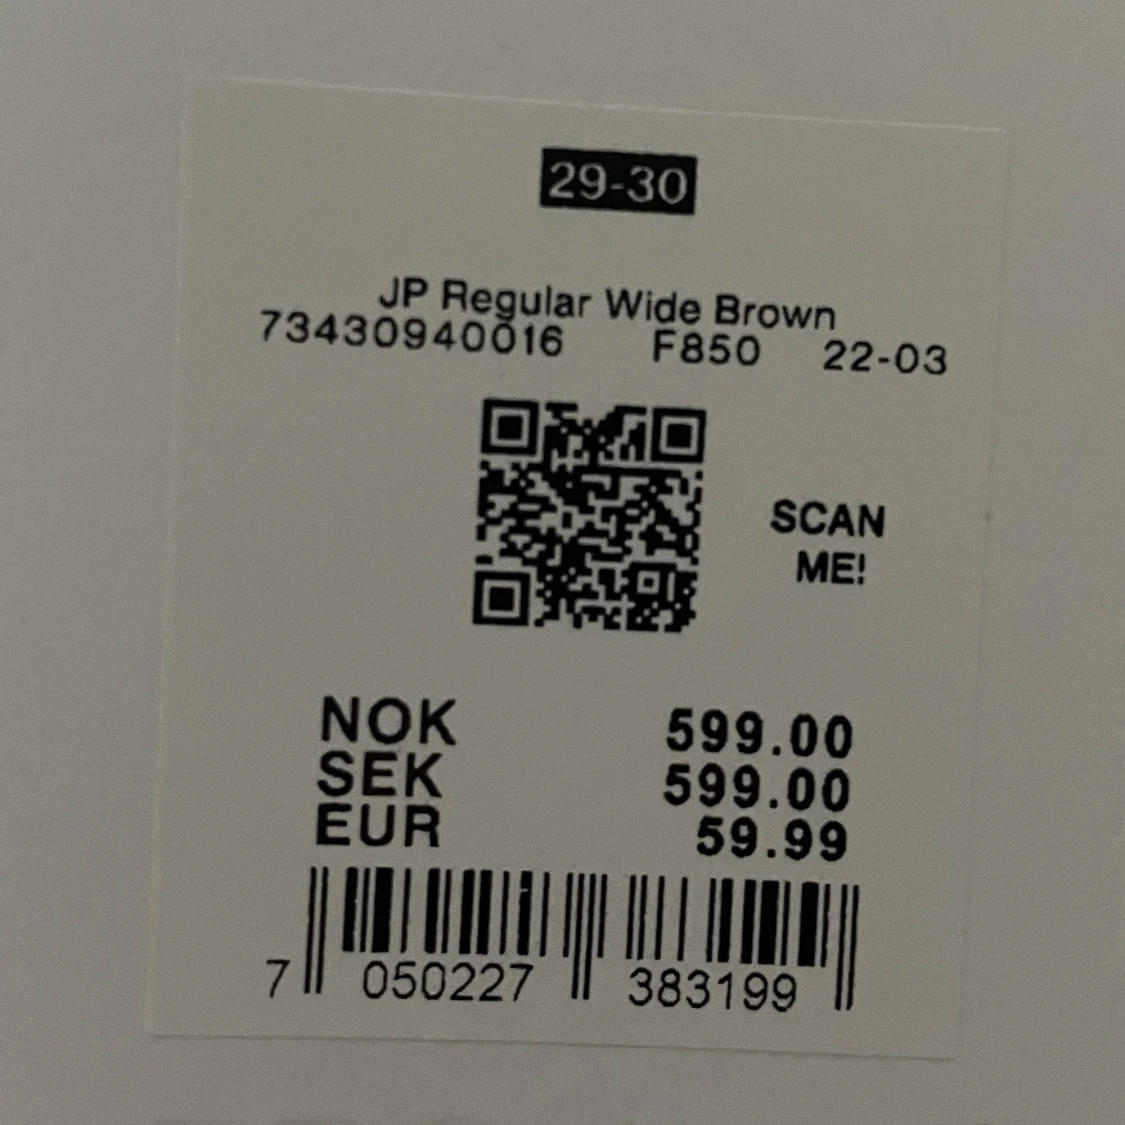 29-30
JP Regular Wide Brown
73430940016 F850 22-03
SCAN
ME!
NOK 599.00
SEK 599.00
EUR 59.99
7 050227 383199